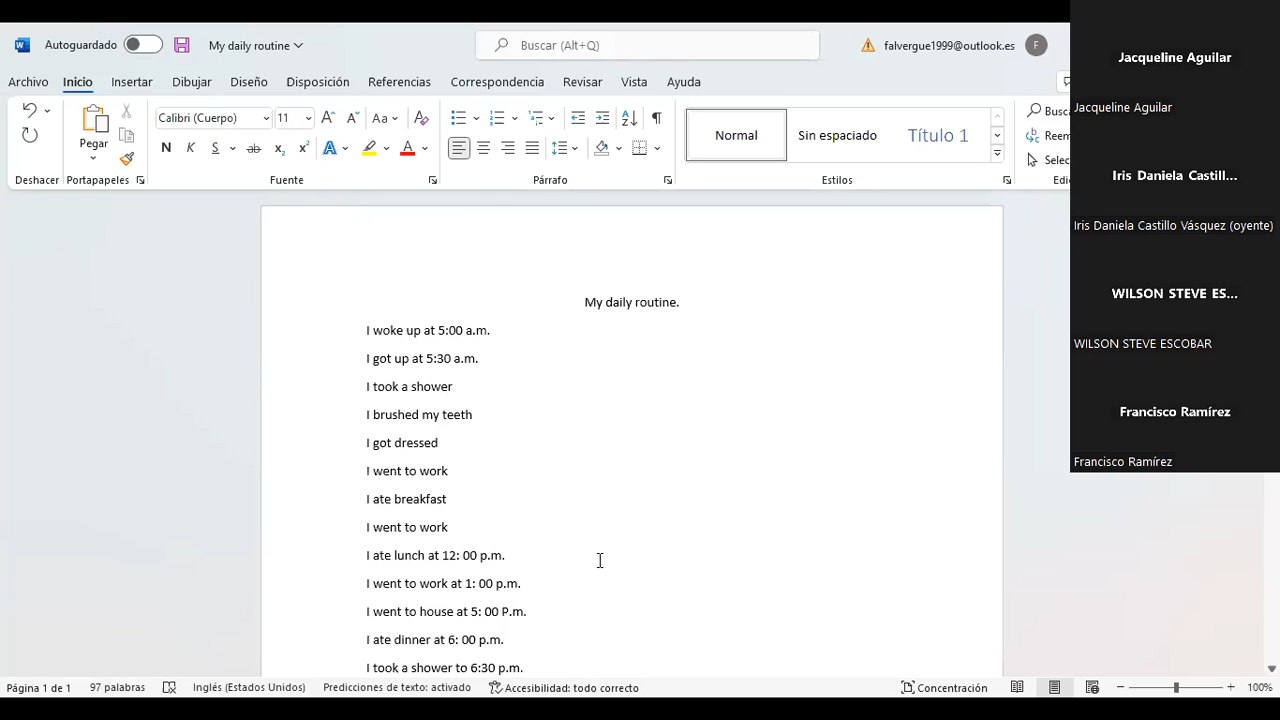 Autoguardado
My daily routine
Buscar (Alt+Q)
falvergue1999@outlook.es
F
Archivo Inicio Insertar Dibujar Diseño Disposición Referencias Correspondencia Revisar Vista Ayuda
Pegar
Calibri (Cuerpo) 11
Normal
Sin espaciado
Título 1
Busc
Reem
Selec
Deshacer
Portapapeles
Fuente
Párrafo
Estilos
Edi
My daily routine.
I woke up at 5:00 a.m.
I got up at 5:30 a.m.
I took a shower
I brushed my teeth
I got dressed
I went to work
I ate breakfast
I went to work
I ate lunch at 12: 00 p.m.
I went to work at 1: 00 p.m.
I went to house at 5: 00 P.m.
I ate dinner at 6: 00 p.m.
I took a shower to 6:30 p.m.
Página 1 de 1
97 palabras
Inglés (Estados Unidos)
Predicciones de texto: activado
Accesibilidad: todo correcto
Concentración
100%
Jacqueline Aguilar
Jacqueline Aguilar
Iris Daniela Castill...
Iris Daniela Castillo Vásquez (oyente)
WILSON STEVE ES...
WILSON STEVE ESCOBAR
Francisco Ramírez
Francisco Ramírez